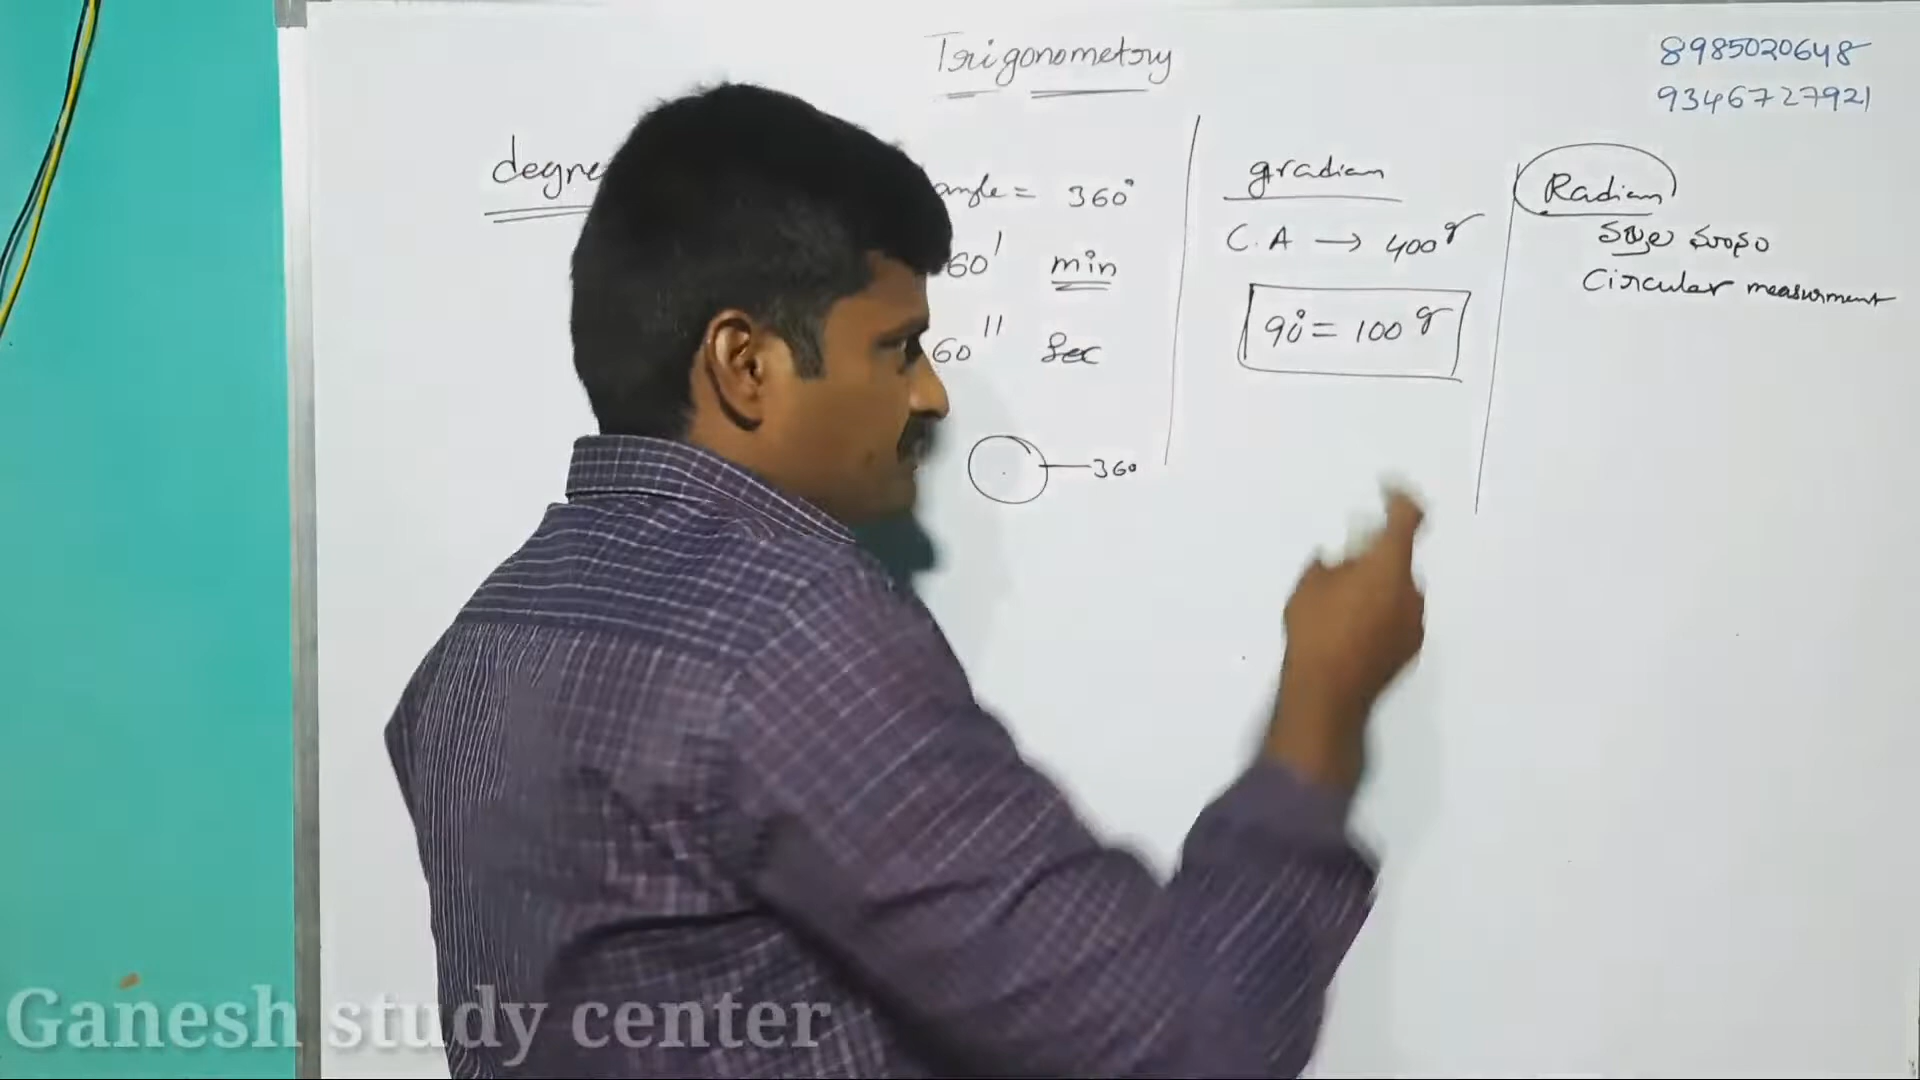 Trigonometry
8985020648
9346727921
degre
angle = 360°
60' min
60'' Sec
360
gradian
C.A → 400g
90° = 100g
Radian
Circular measurment
Ganesh study center